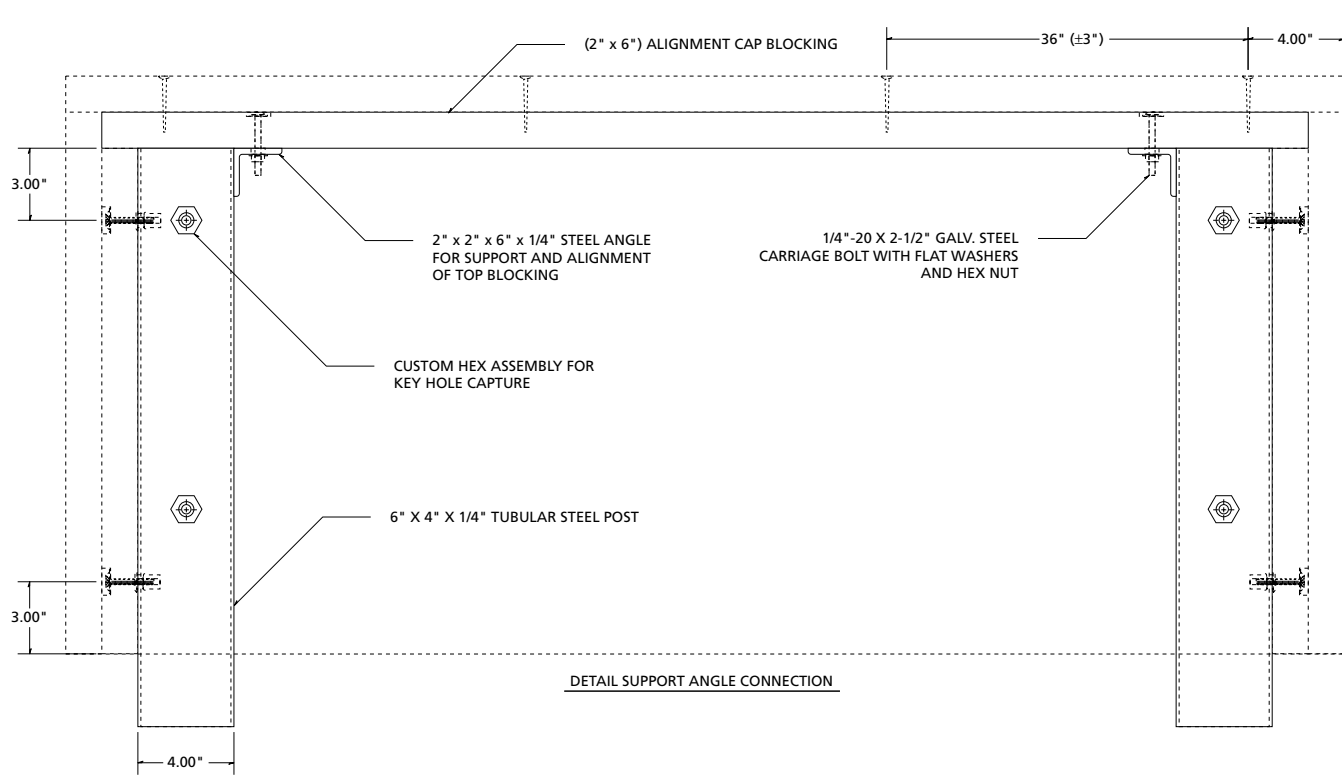 (2" x 6") ALIGNMENT CAP BLOCKING
36" (±3")
4.00"
3.00"
2" x 2" x 6" x 1/4" STEEL ANGLE
FOR SUPPORT AND ALIGNMENT
OF TOP BLOCKING
1/4"-20 X 2-1/2" GALV. STEEL
CARRIAGE BOLT WITH FLAT WASHERS
AND HEX NUT
CUSTOM HEX ASSEMBLY FOR
KEY HOLE CAPTURE
6" X 4" X 1/4" TUBULAR STEEL POST
3.00"
DETAIL SUPPORT ANGLE CONNECTION
4.00"